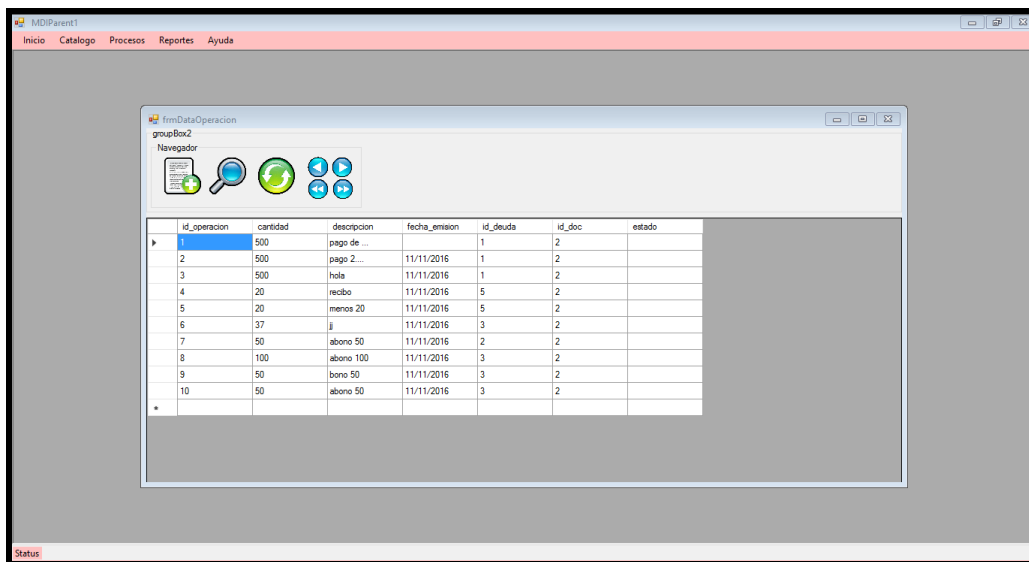 MDIParent1
Inicio Catalogo Procesos Reportes Ayuda
frmDataOperacion
groupBox2
Navegador
id_operacion cantidad descripcion fecha_emision id_deuda id_doc estado
1 500 pago de ... 1 2
2 500 pago 2.... 11/11/2016 1 2
3 500 hola 11/11/2016 1 2
4 20 recibo 11/11/2016 5 2
5 20 menos 20 11/11/2016 5 2
6 37 jj 11/11/2016 3 2
7 50 abono 50 11/11/2016 2 2
8 100 abono 100 11/11/2016 3 2
9 50 bono 50 11/11/2016 3 2
10 50 abono 50 11/11/2016 3 2
Status